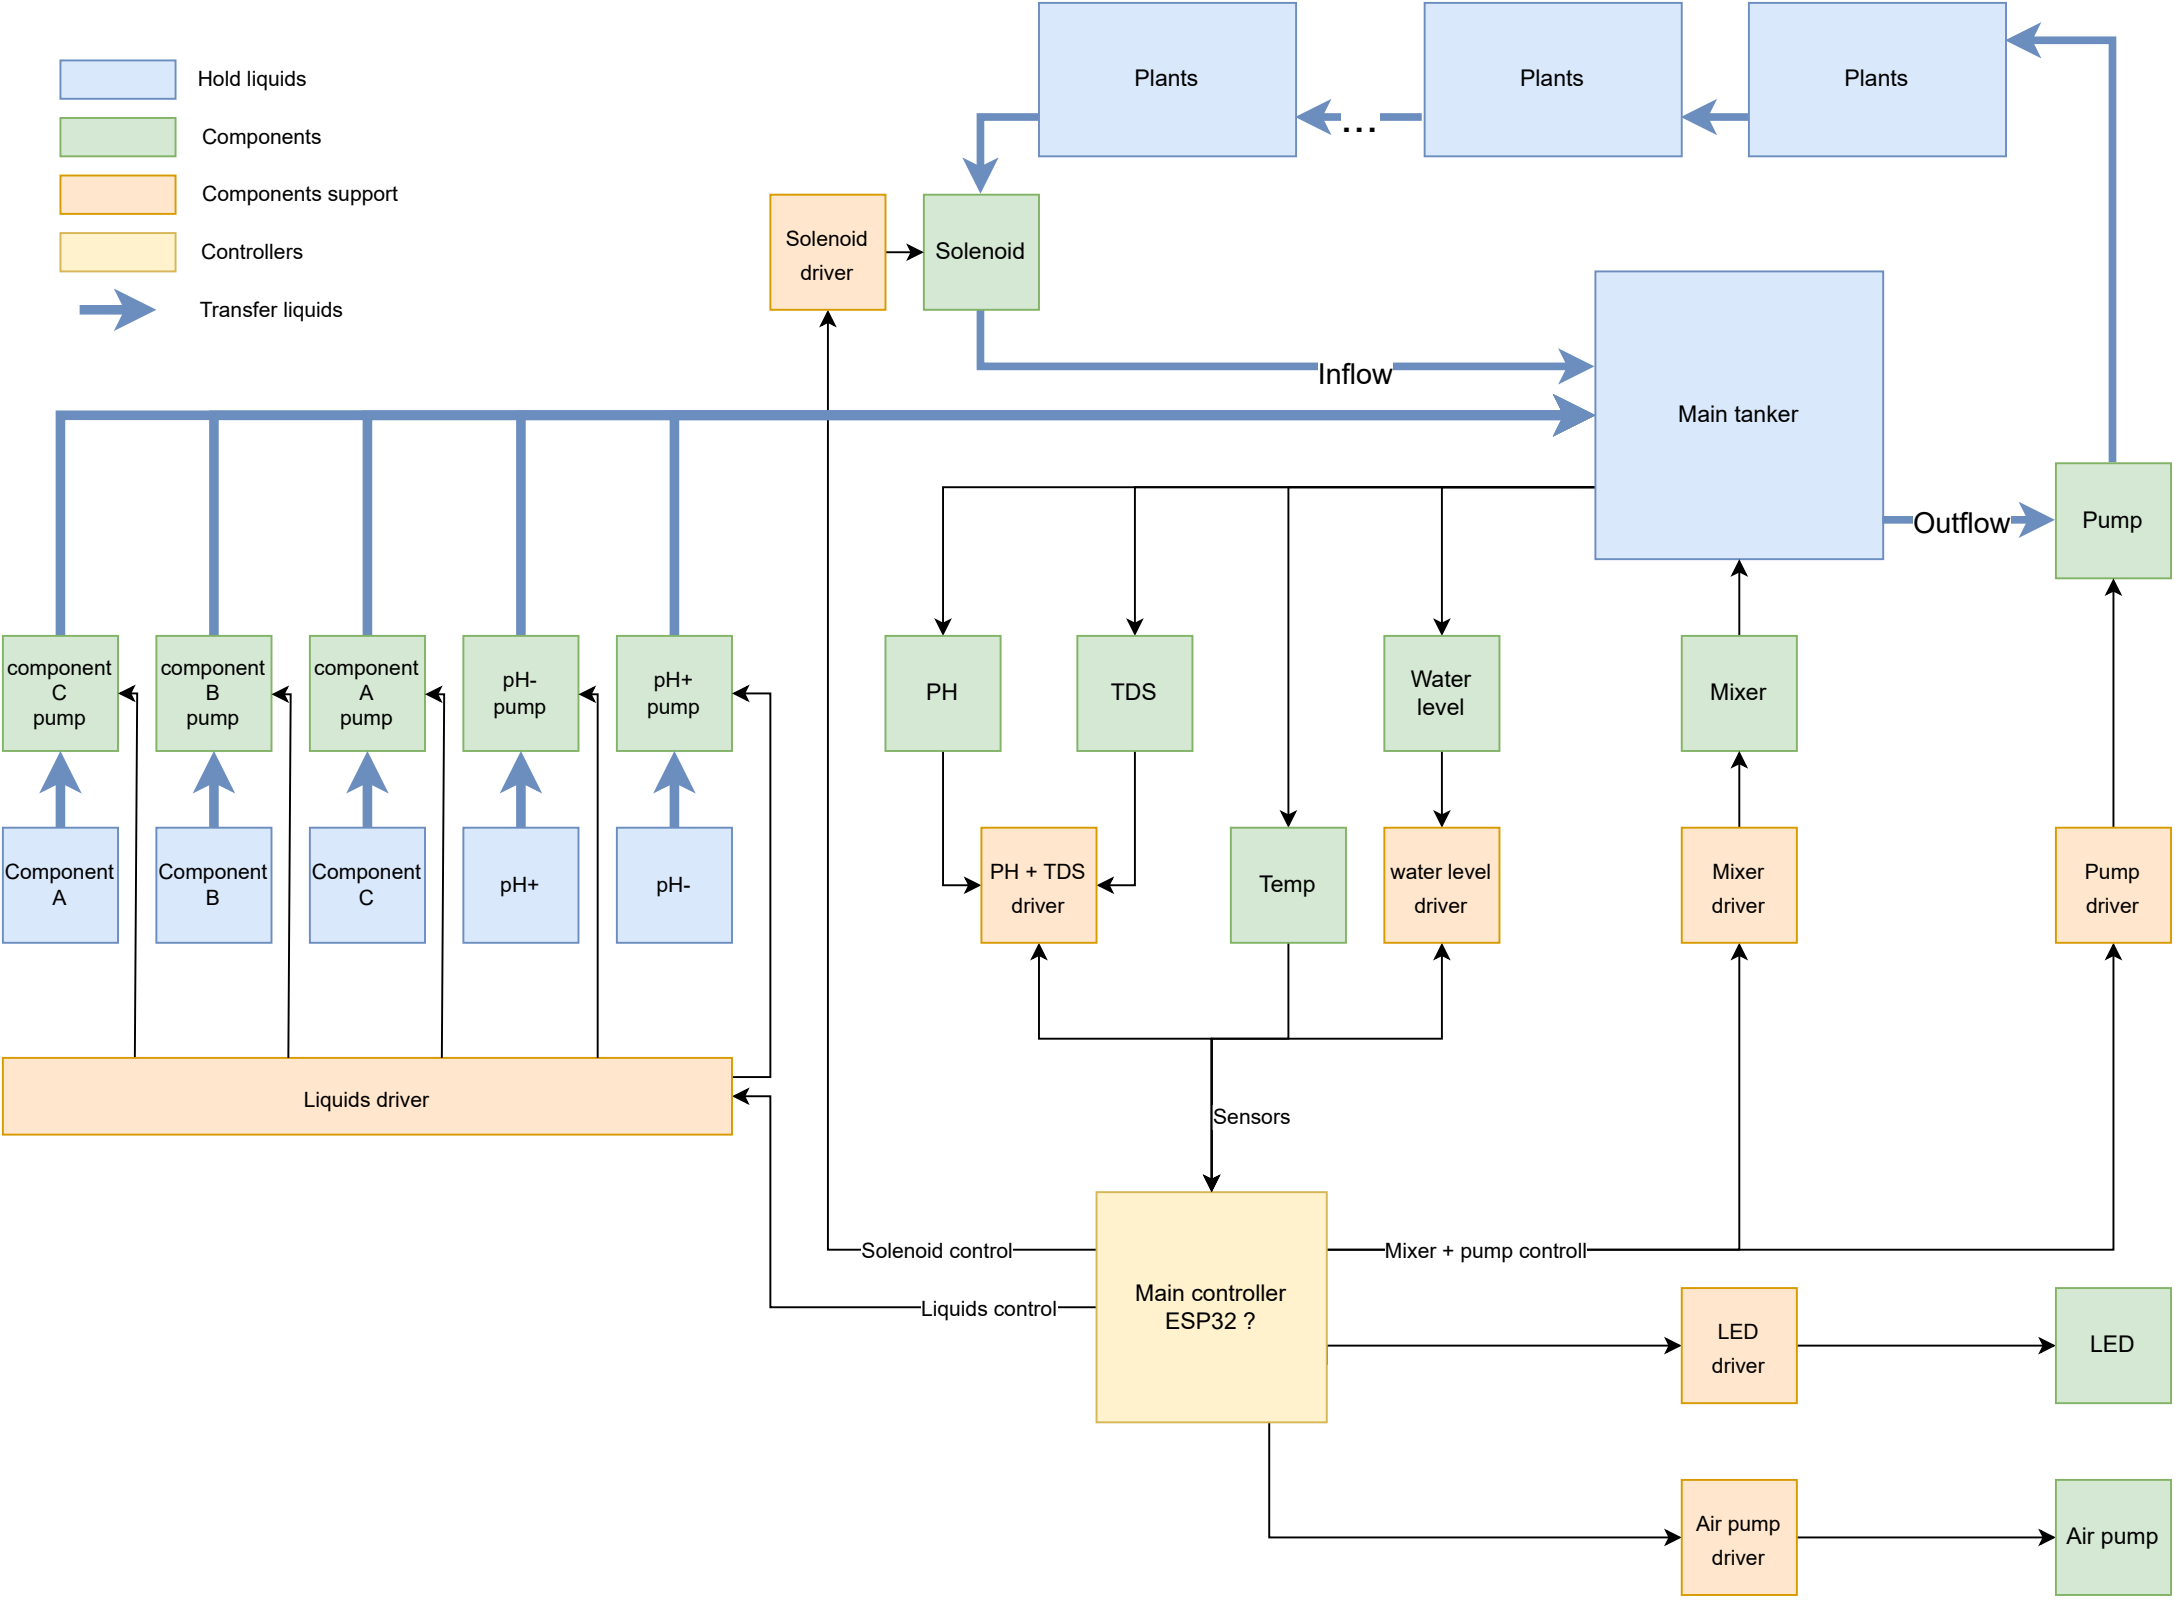 Plants
Plants
Plants
Hold liquids
Components
Components support
Controllers
Transfer liquids
...
Solenoid
driver
Solenoid
Inflow
Main tanker
Outflow
Pump
component
C
pump
component
B
pump
component
A
pump
pH-
pump
pH+
pump
PH
TDS
Water
level
Mixer
Component
A
Component
B
Component
C
pH+
pH-
PH + TDS
driver
Temp
water level
driver
Mixer
driver
Pump
driver
Liquids driver
Sensors
Solenoid control
Mixer + pump controll
Liquids control
Main controller
ESP32 ?
LED
driver
LED
Air pump
driver
Air pump